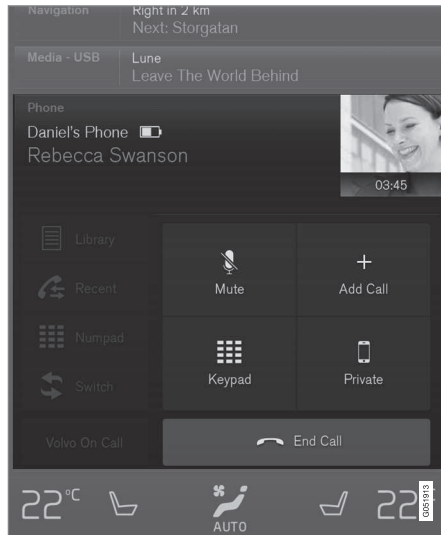 Navigation
Right in 2 km
Next: Storgatan
Media - USB
Lune
Leave The World Behind
Phone
Daniel's Phone
Rebecca Swanson
03:45
Library
Recent
Numpad
Switch
Volvo On Call
Mute
Add Call
Keypad
Private
End Call
22°C
AUTO
22
G051913